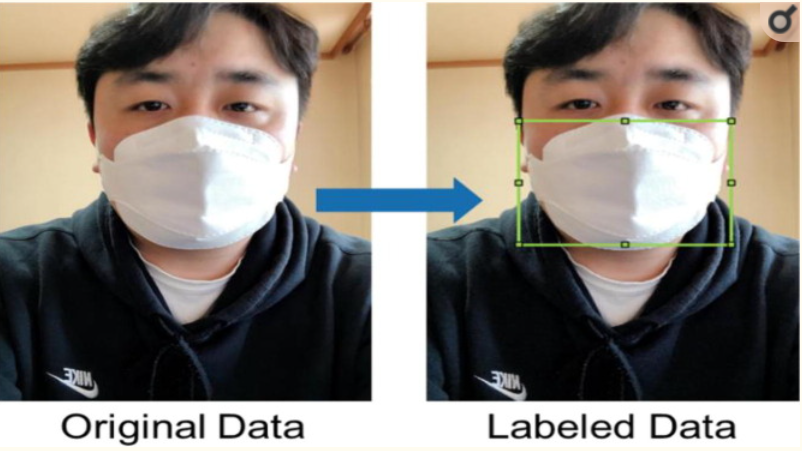 NIKE
NIKE
Original Data
Labeled Data